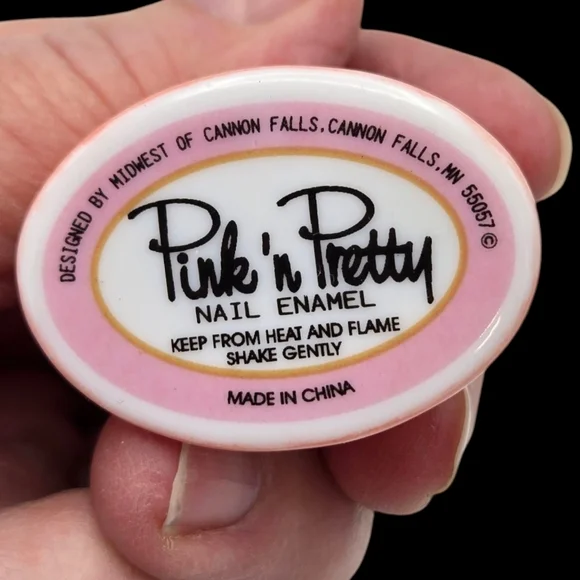 DESIGNED BY MIDWEST OF CANNON FALLS, CANNON FALLS, MN 55057 ©
Pink 'n Pretty
NAIL ENAMEL
KEEP FROM HEAT AND FLAME
SHAKE GENTLY
MADE IN CHINA